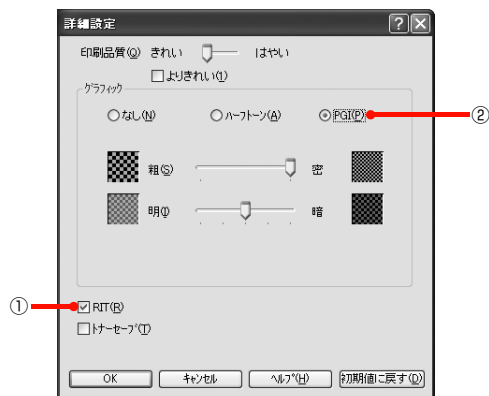 詳細設定
印刷品質(Q) きれい はやい
よりきれい(1)
グラフィック
なし(N) ハーフトーン(A) PGI(P) ②
粗(S) 密
明(I) 暗
① RIT(R)
トナーセーブ(T)
OK キャンセル ヘルプ(H) 初期値に戻す(D)